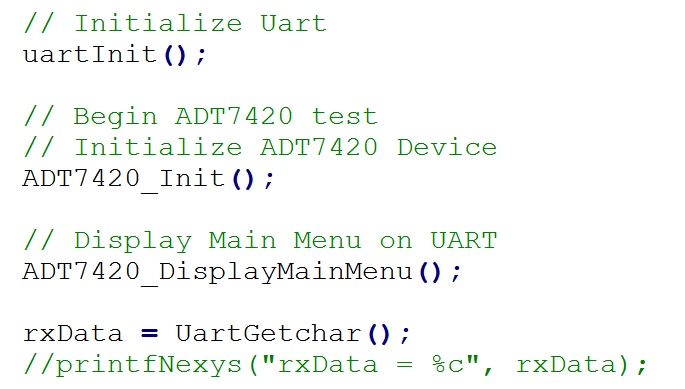 // Initialize Uart
uartInit();
// Begin ADT7420 test
// Initialize ADT7420 Device
ADT7420_Init();
// Display Main Menu on UART
ADT7420_DisplayMainMenu();
rxData = UartGetchar();
//printfNexys("rxData = %c", rxData);